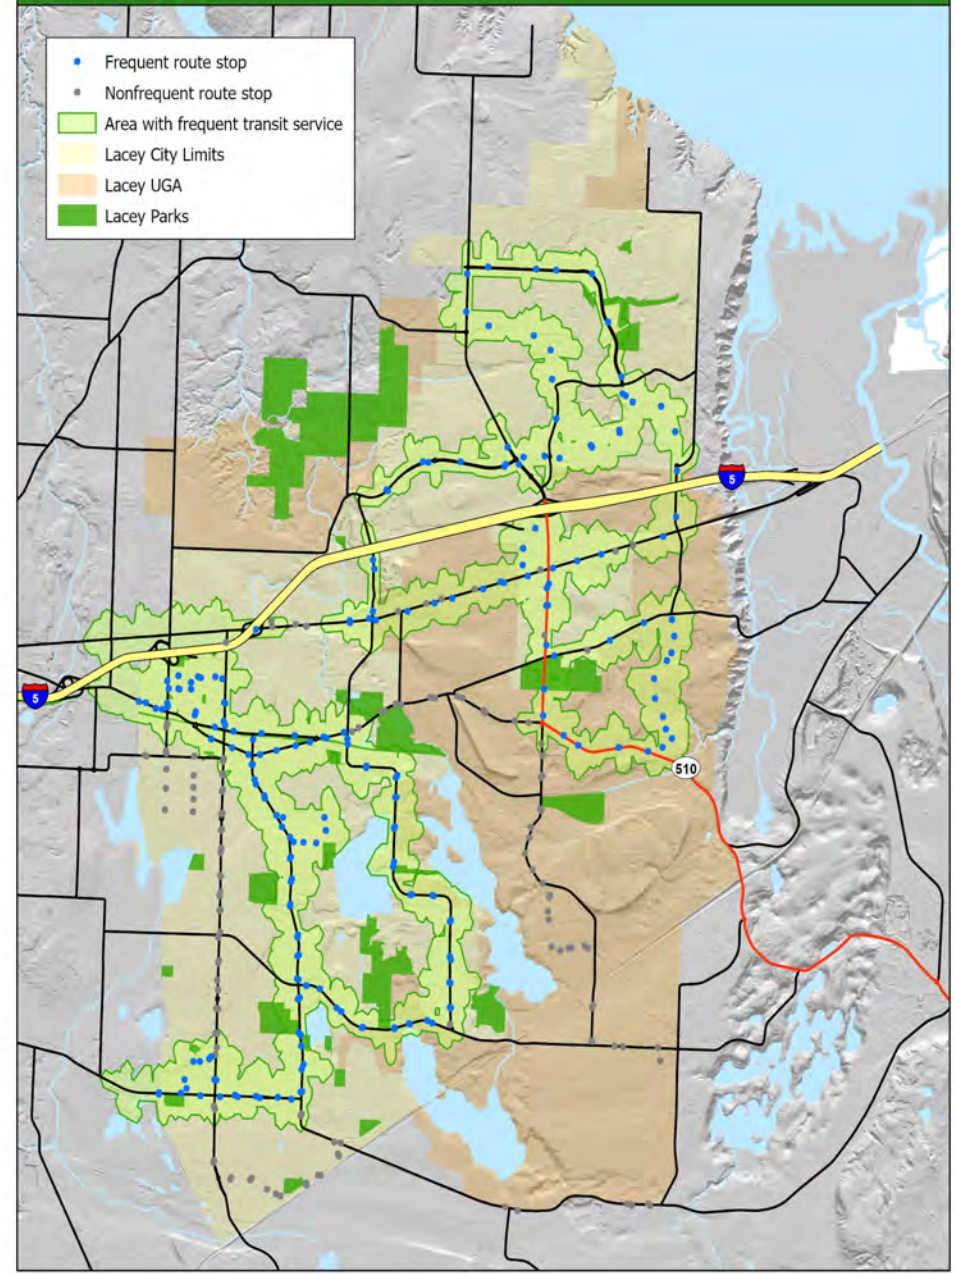 Frequent route stop
Nonfrequent route stop
Area with frequent transit service
Lacey City Limits
Lacey UGA
Lacey Parks
5
5
510